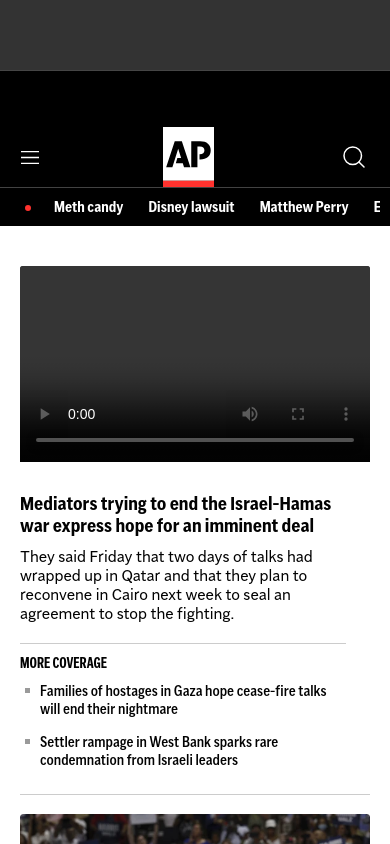 AP
Meth candy Disney lawsuit Matthew Perry E
0:00
Mediators trying to end the Israel-Hamas
war express hope for an imminent deal
They said Friday that two days of talks had
wrapped up in Qatar and that they plan to
reconvene in Cairo next week to seal an
agreement to stop the fighting.
MORE COVERAGE
Families of hostages in Gaza hope cease-fire talks
will end their nightmare
Settler rampage in West Bank sparks rare
condemnation from Israeli leaders